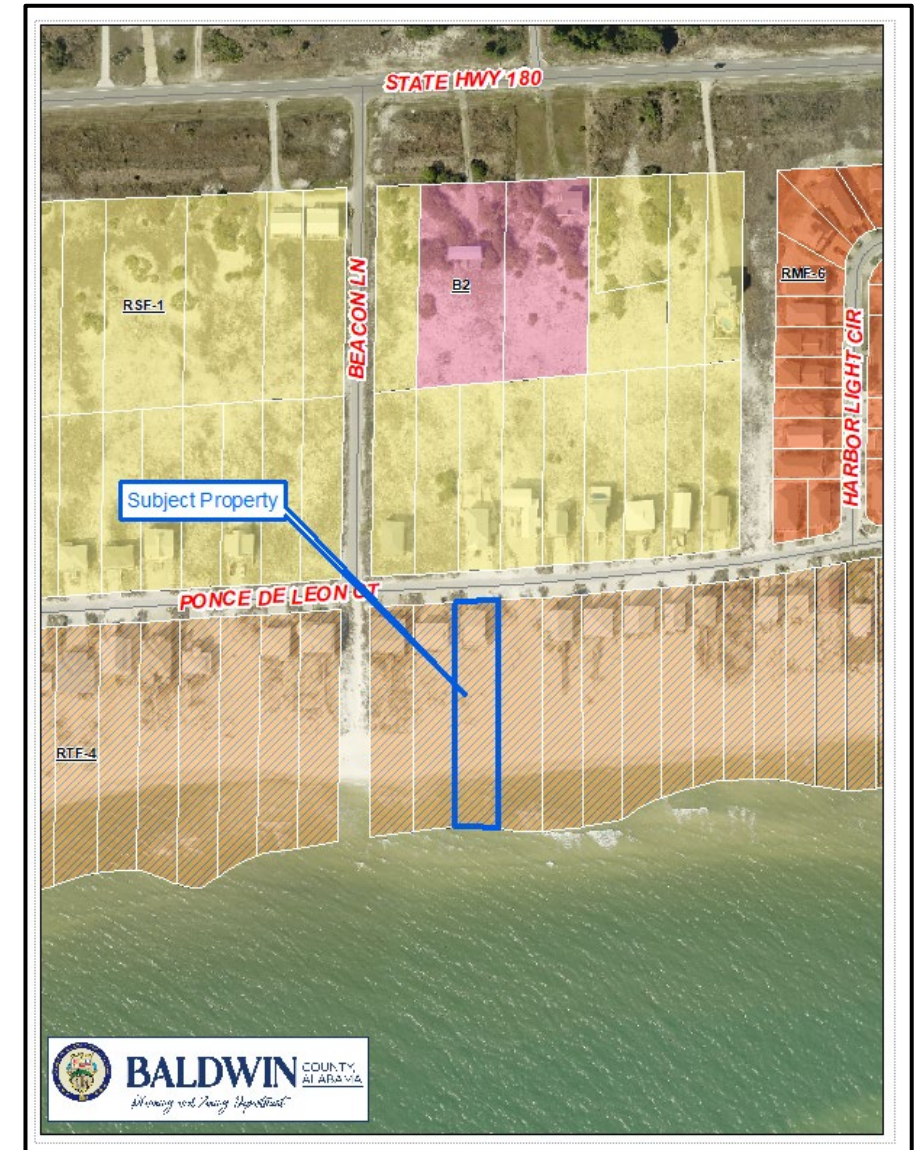 STATE HWY 180
RSF-1
BEACON LN
B2
RMF-6
HARBOR LIGHT CIR
Subject Property
PONCE DE LEON CT
RTF-4
BALDWIN COUNTY, ALABAMA
Planning and Zoning Department